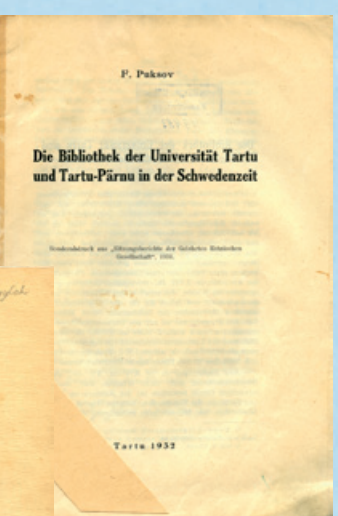 F. Puksov
Die Bibliothek der Universität Tartu
und Tartu-Pärnu in der Schwedenzeit
Sonderabdruck aus „Sitzungsberichte der Gelehrten Estnischen
Gesellschaft",
Tartu 1932